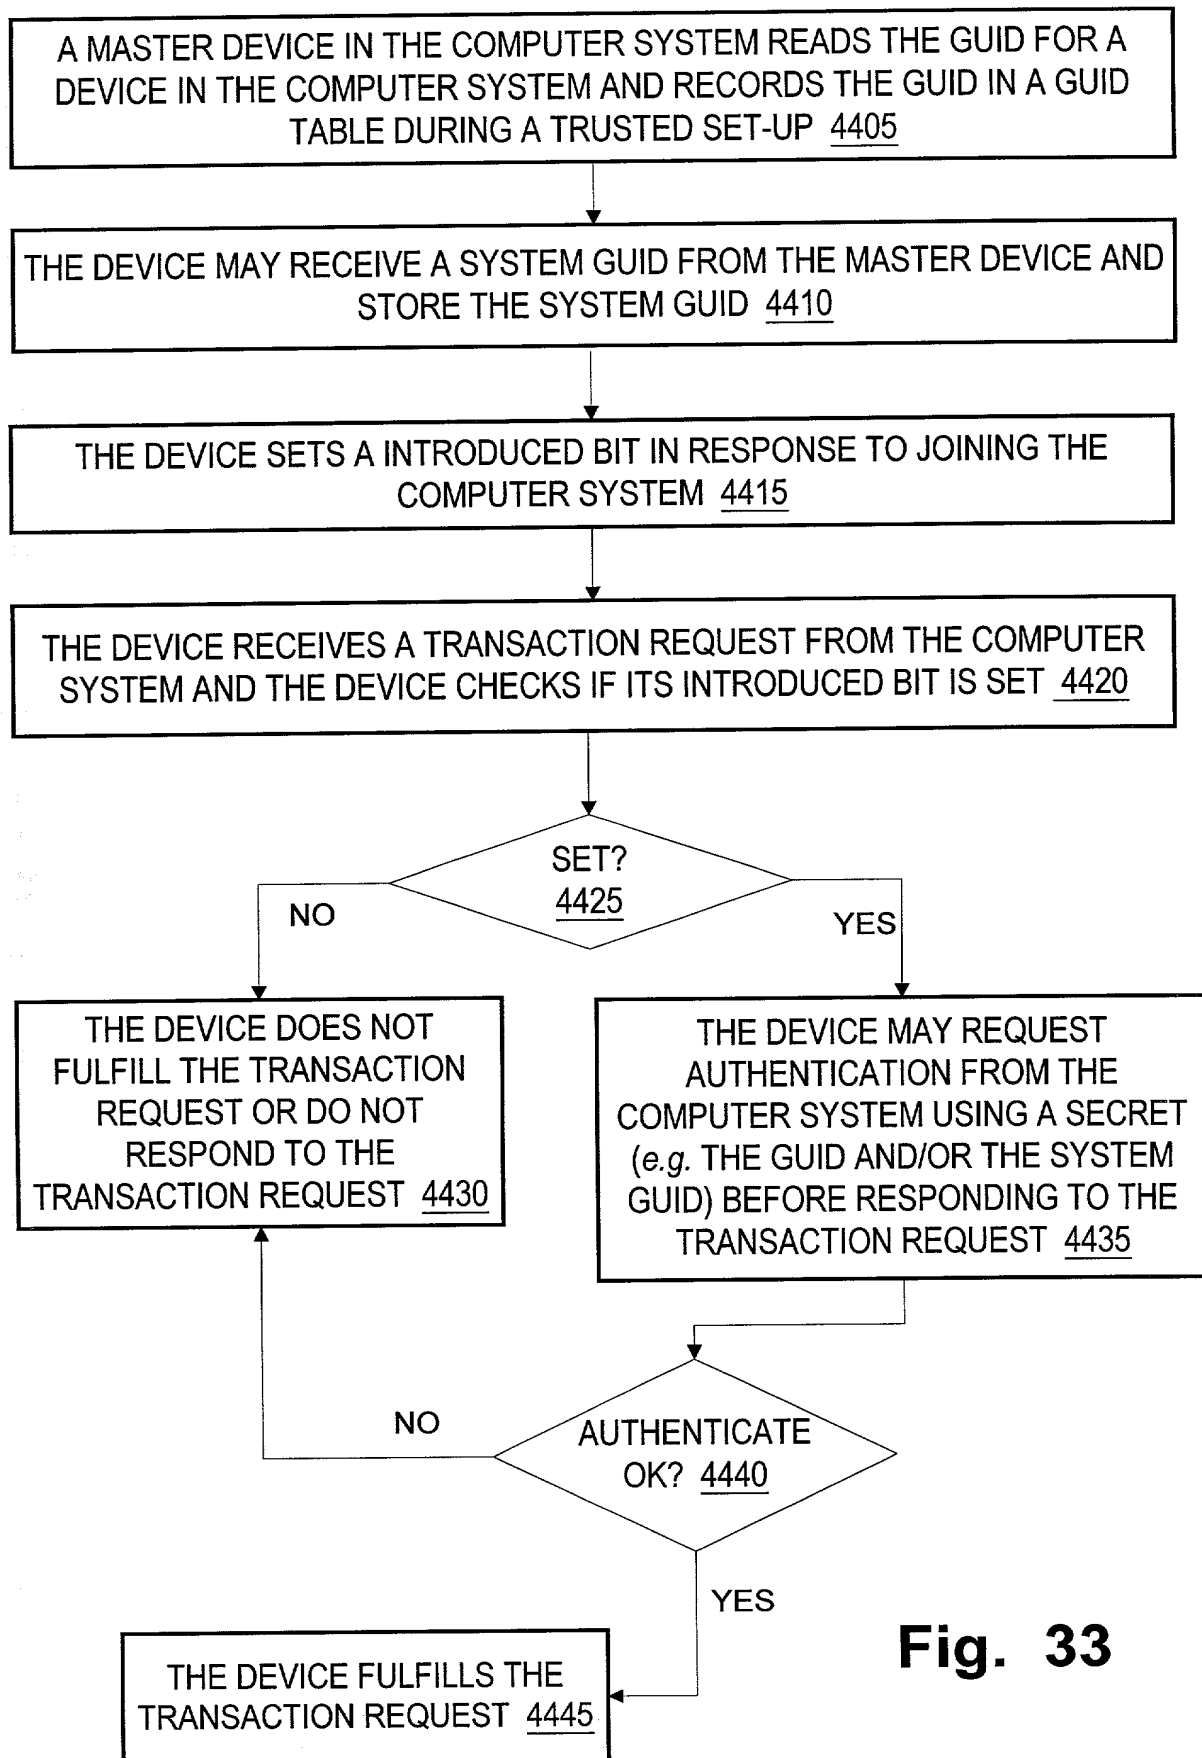 A MASTER DEVICE IN THE COMPUTER SYSTEM READS THE GUID FOR A
DEVICE IN THE COMPUTER SYSTEM AND RECORDS THE GUID IN A GUID
TABLE DURING A TRUSTED SET-UP 4405
THE DEVICE MAY RECEIVE A SYSTEM GUID FROM THE MASTER DEVICE AND
STORE THE SYSTEM GUID 4410
THE DEVICE SETS A INTRODUCED BIT IN RESPONSE TO JOINING THE
COMPUTER SYSTEM 4415
THE DEVICE RECEIVES A TRANSACTION REQUEST FROM THE COMPUTER
SYSTEM AND THE DEVICE CHECKS IF ITS INTRODUCED BIT IS SET 4420
SET?
4425
NO
YES
THE DEVICE DOES NOT
FULFILL THE TRANSACTION
REQUEST OR DO NOT
RESPOND TO THE
TRANSACTION REQUEST 4430
THE DEVICE MAY REQUEST
AUTHENTICATION FROM THE
COMPUTER SYSTEM USING A SECRET
(e.g. THE GUID AND/OR THE SYSTEM
GUID) BEFORE RESPONDING TO THE
TRANSACTION REQUEST 4435
NO
AUTHENTICATE
OK? 4440
YES
THE DEVICE FULFILLS THE
TRANSACTION REQUEST 4445
Fig. 33